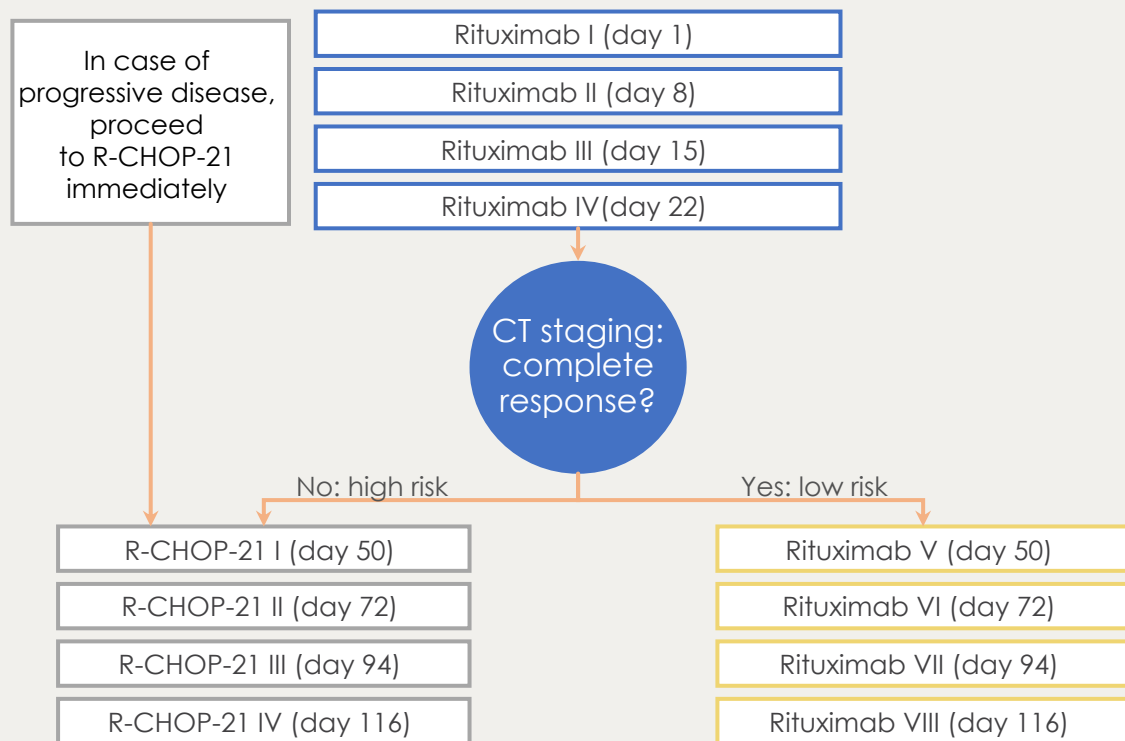 In case of
progressive disease,
proceed
to R-CHOP-21
immediately
Rituximab I (day 1)
Rituximab II (day 8)
Rituximab III (day 15)
Rituximab IV(day 22)
CT staging:
complete
response?
No: high risk
Yes: low risk
R-CHOP-21 I (day 50)
R-CHOP-21 II (day 72)
R-CHOP-21 III (day 94)
R-CHOP-21 IV (day 116)
Rituximab V (day 50)
Rituximab VI (day 72)
Rituximab VII (day 94)
Rituximab VIII (day 116)